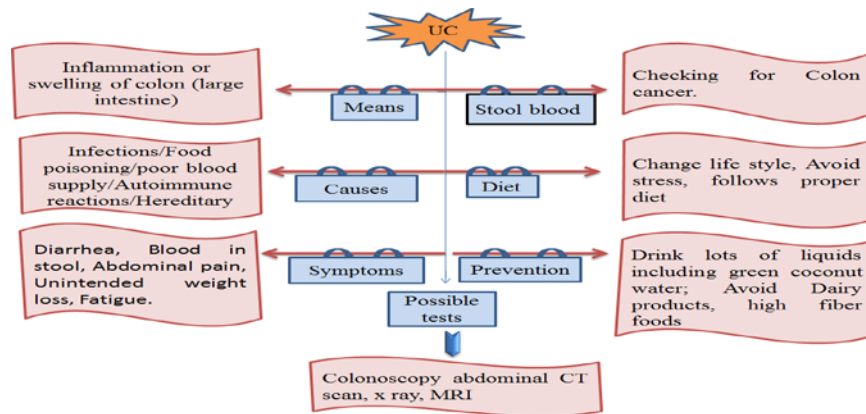 UC
Inflammation or
swelling of colon (large
intestine)
Means
Stool blood
Checking for Colon
cancer.
Infections/Food
poisoning/poor blood
supply/Autoimmune
reactions/Hereditary
Causes
Diet
Change life style, Avoid
stress, follows proper
diet
Diarrhea, Blood in
stool, Abdominal pain,
Unintended weight
loss, Fatigue.
Symptoms
Prevention
Drink lots of liquids
including green coconut
water; Avoid Dairy
products, high fiber
foods
Possible
tests
Colonoscopy abdominal CT
scan, x ray, MRI